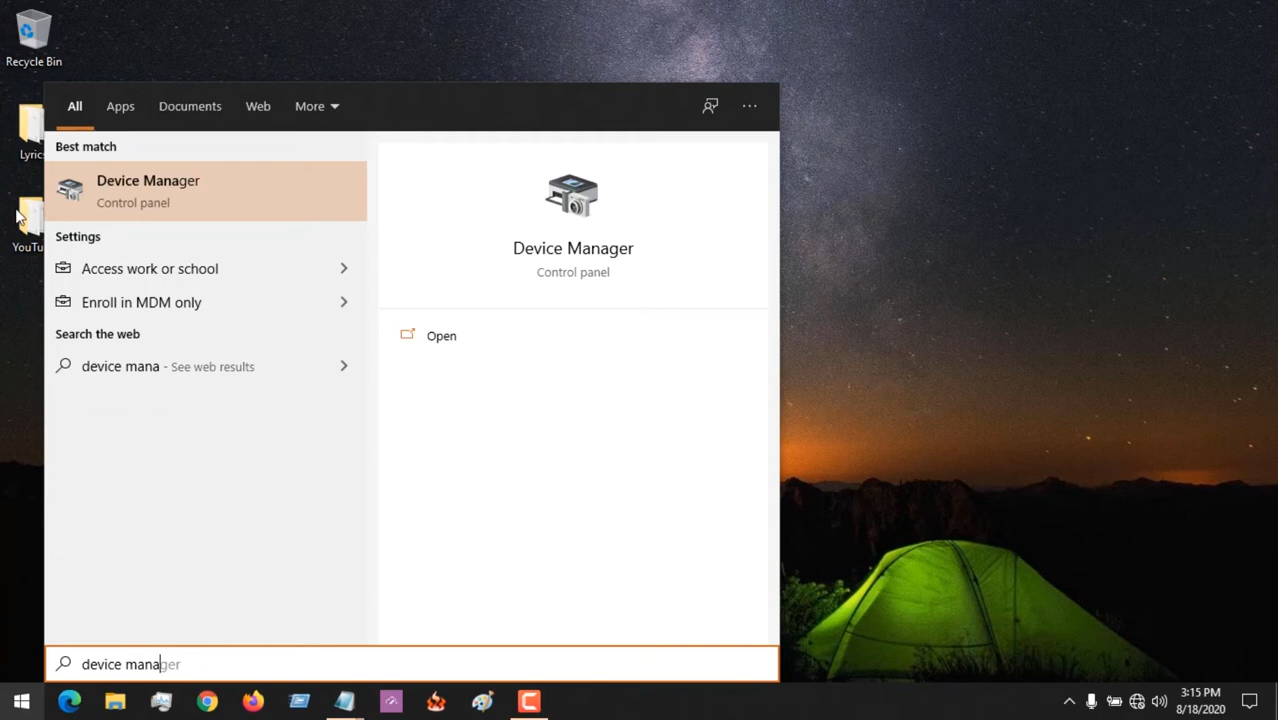 Recycle Bin
Lyrics
YouTu
All
Apps
Documents
Web
More
Best match
Device Manager
Control panel
Settings
Access work or school
Enroll in MDM only
Search the web
device mana - See web results
Device Manager
Control panel
Open
device manager
3:15 PM
8/18/2020